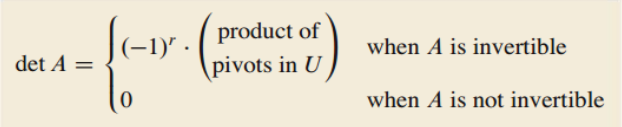 det A = { (−1)^r · (product of pivots in U) when A is invertible
0 when A is not invertible